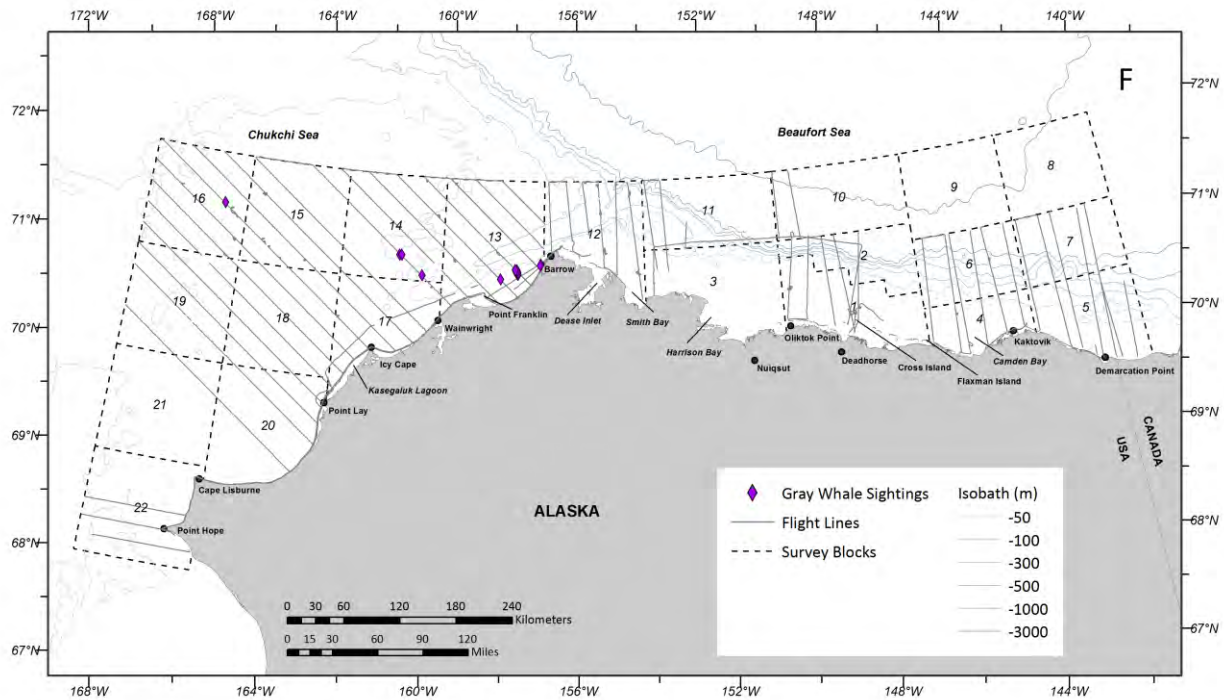 172°W 168°W 164°W 160°W 156°W 152°W 148°W 144°W 140°W
F
72°N 72°N
Chukchi Sea Beaufort Sea
71°N 71°N
70°N 70°N
69°N 69°N
68°N 68°N
67°N 67°N
16 15 14 13 12 11 10 9 8
19 18 17 3 2 1 6 7 4 5
21 20 22
Barrow
Point Franklin
Wainwright
Icy Cape
Kasegaluk Lagoon
Point Lay
Cape Lisburne
Point Hope
Dease Inlet
Smith Bay
Harrison Bay
Oliktok Point
Nuiqsut
Deadhorse
Cross Island
Flaxman Island
Camden Bay
Kaktovik
Demarcation Point
USA
CANADA
ALASKA
Gray Whale Sightings
Flight Lines
Survey Blocks
Isobath (m)
-50
-100
-300
-500
-1000
-3000
0 30 60 120 180 240
Kilometers
0 15 30 60 90 120
Miles
168°W 164°W 160°W 156°W 152°W 148°W 144°W